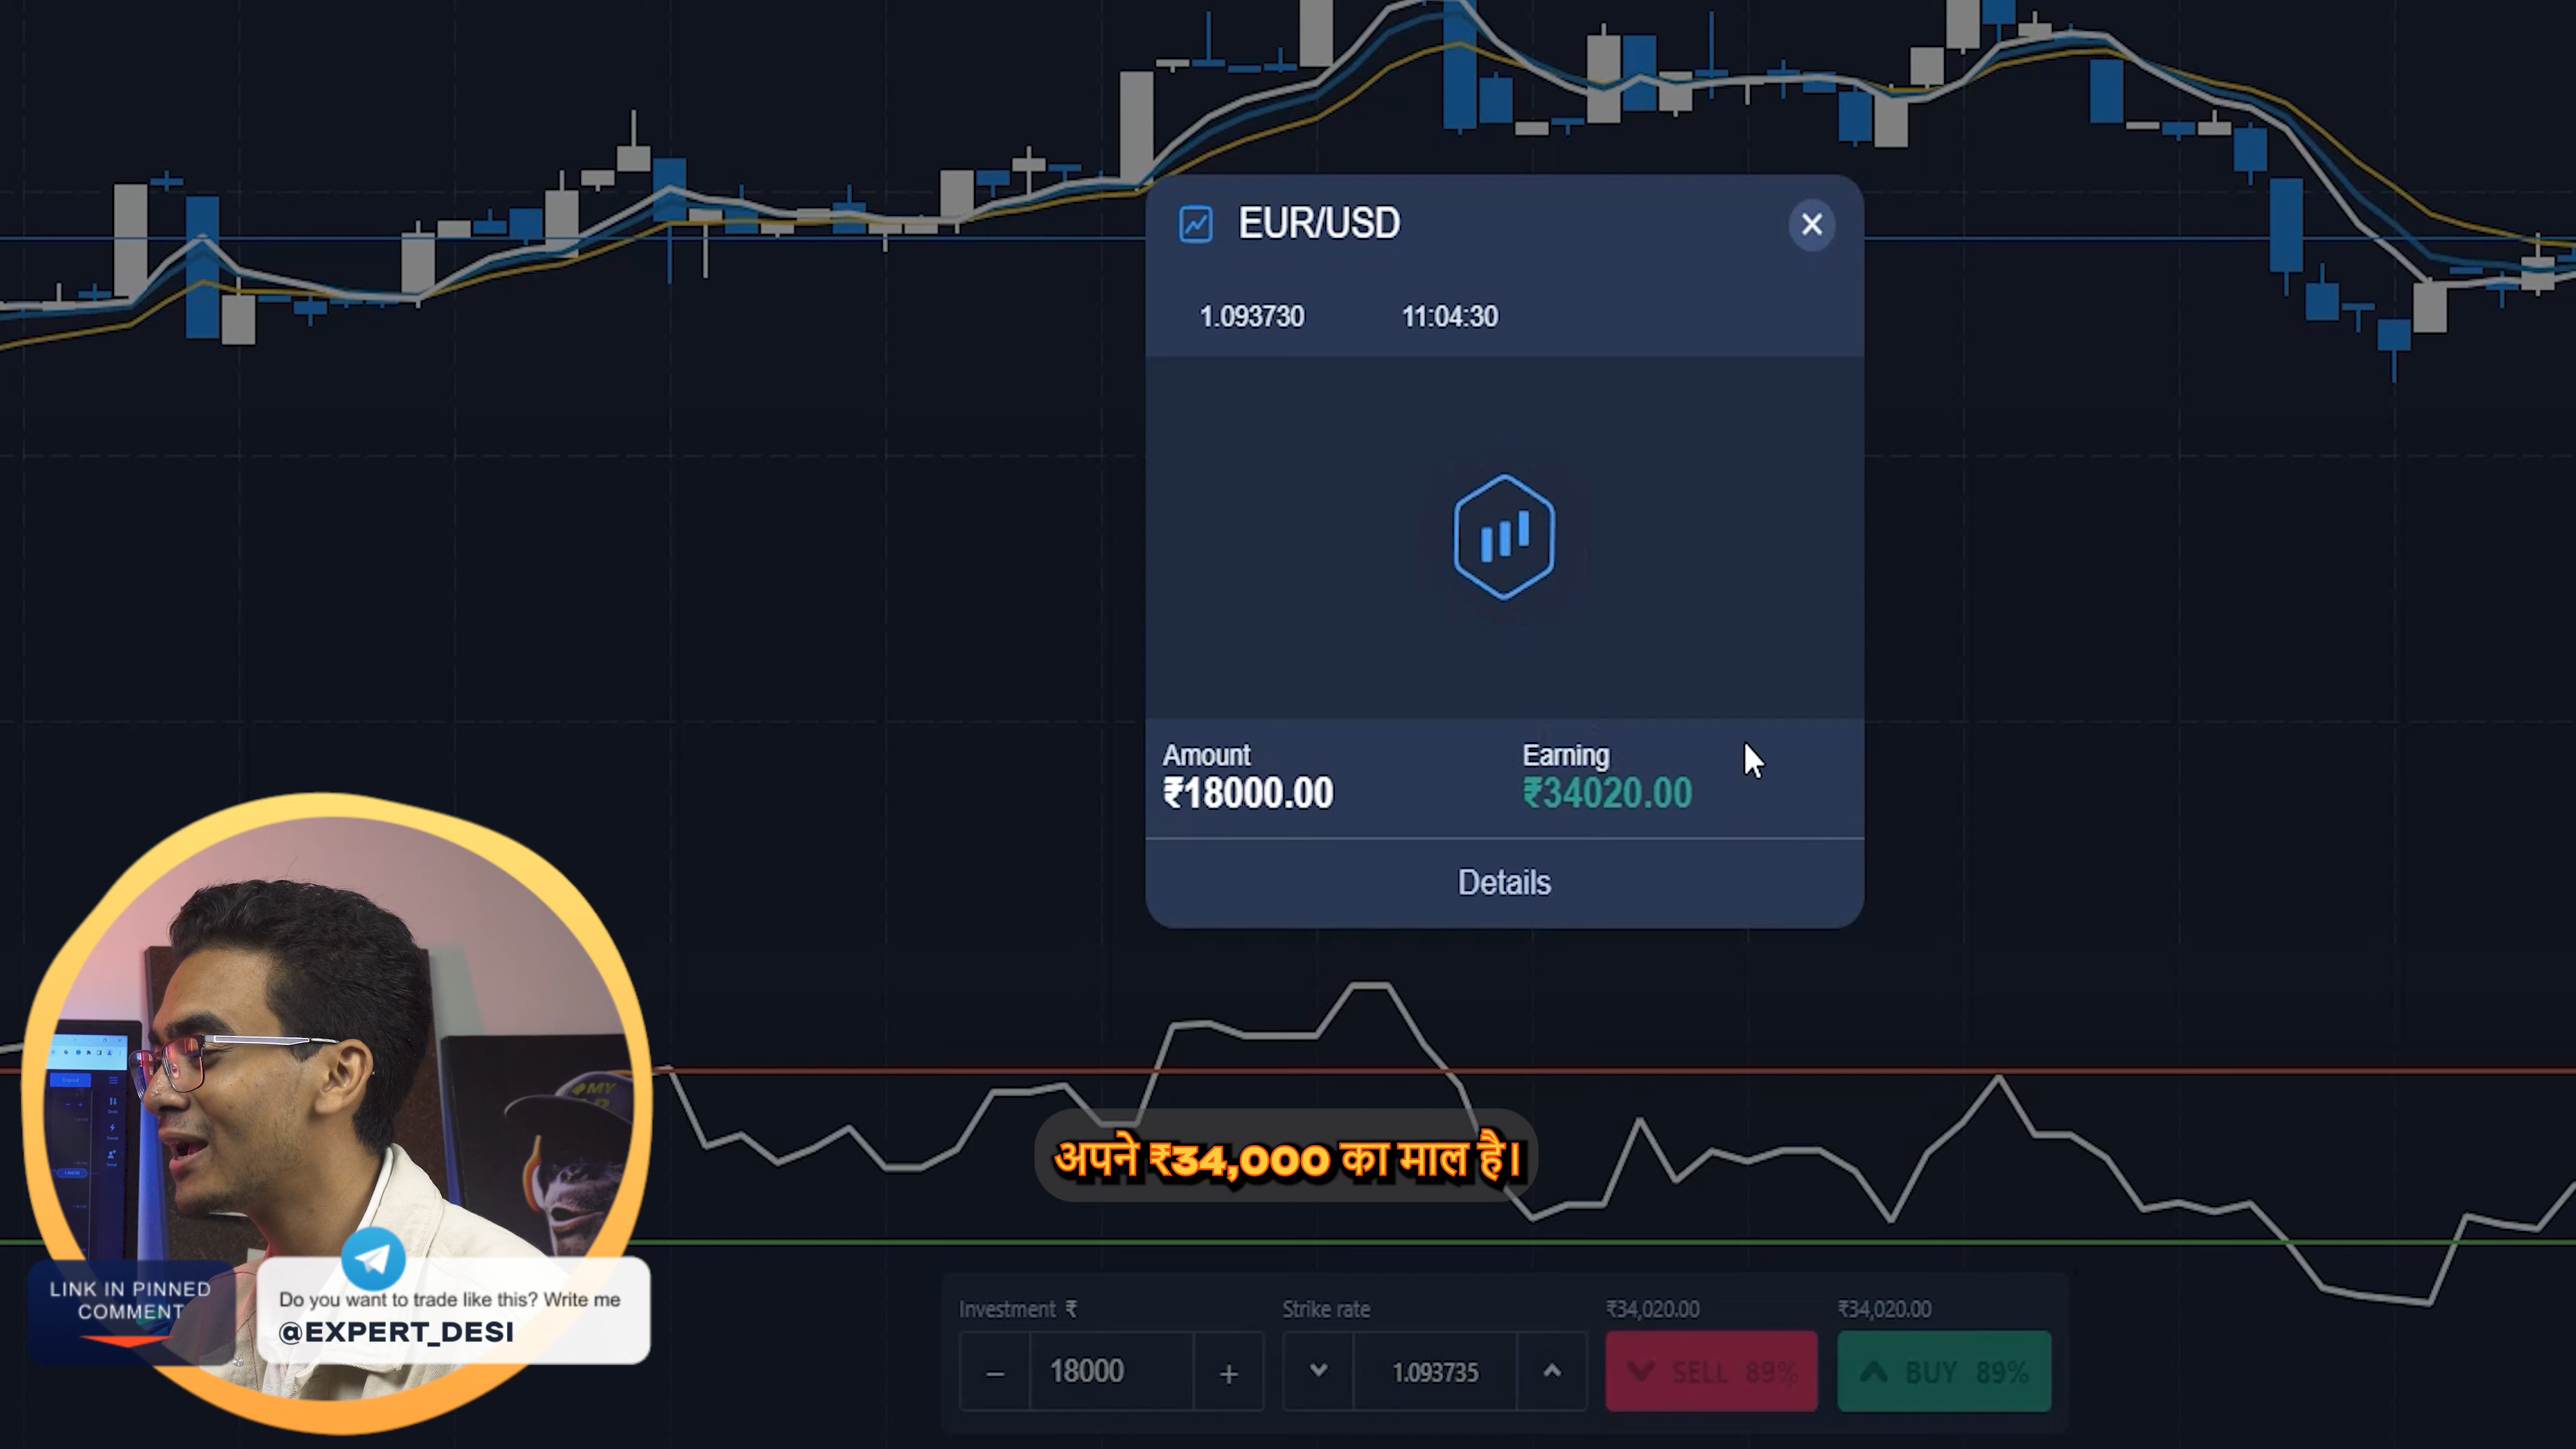 EUR/USD
1.093730 11:04:30
Amount Earning
₹18000.00 ₹34020.00
Details
अपने ₹34,000 का माल है।
LINK IN PINNED
COMMENT
Do you want to trade like this? Write me
@EXPERT_DESI
Investment ₹ Strike rate ₹34,020.00 ₹34,020.00
18000 1.093735 SELL 89% BUY 89%